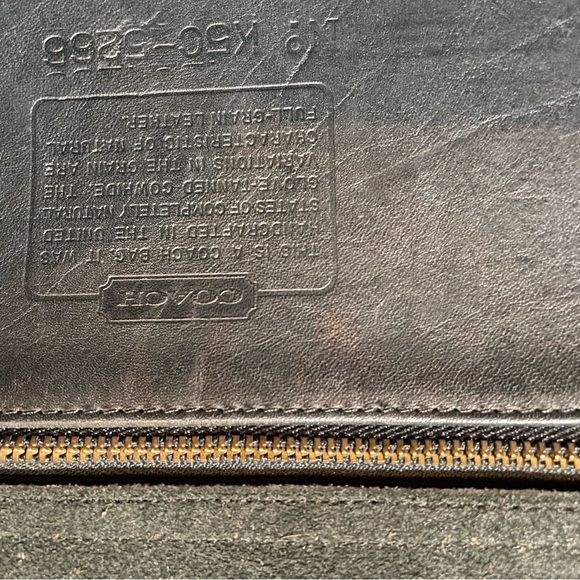 COACH
THIS IS A COACH BAG. IT WAS
HANDCRAFTED IN THE UNITED
STATES OF COMPLETELY NATURAL
GLOVE-TANNED COWHIDE. THE
VARIATIONS IN THE GRAIN ARE
CHARACTERISTIC OF NATURAL
FULL-GRAIN LEATHER.
No